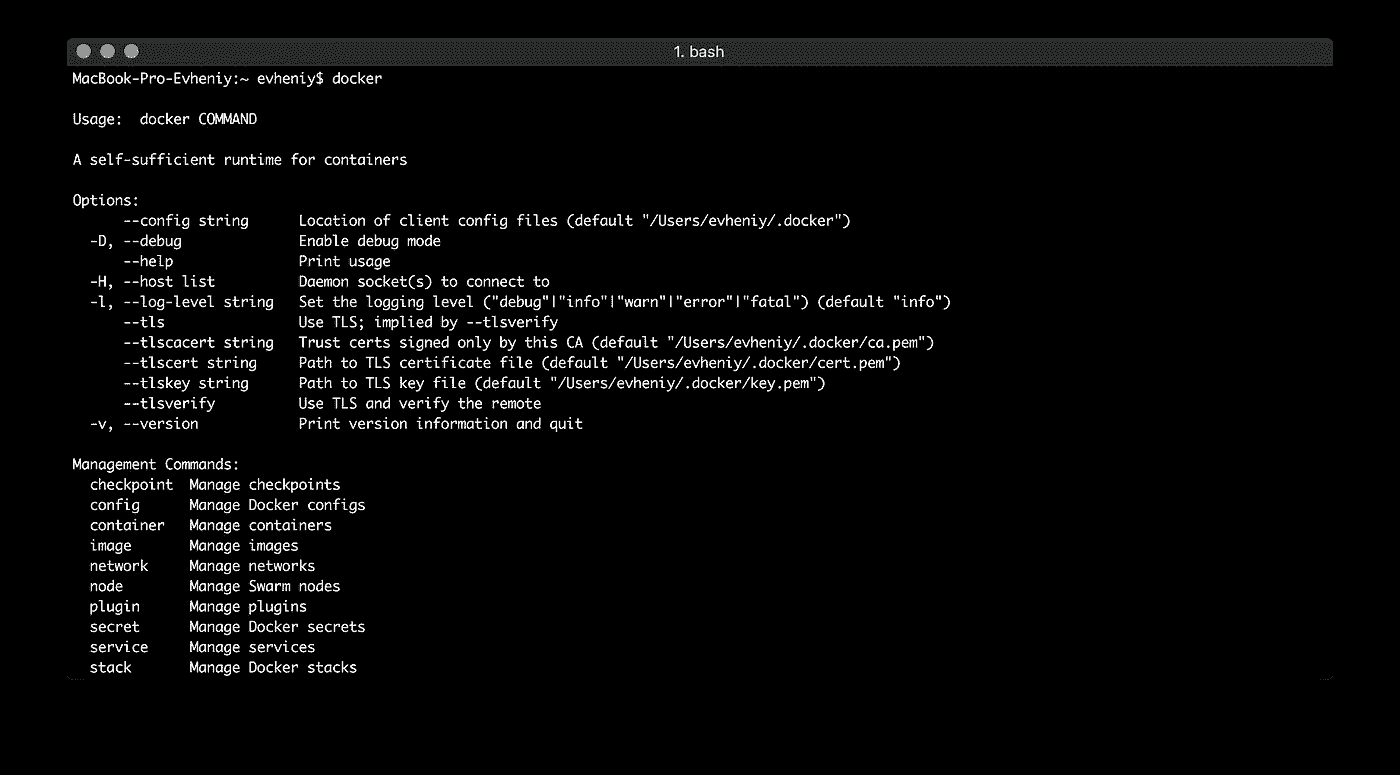 1. bash
MacBook-Pro-Evheniy:~ evheniy$ docker
Usage:  docker COMMAND
A self-sufficient runtime for containers
Options:
      --config string      Location of client config files (default "/Users/evheniy/.docker")
  -D, --debug              Enable debug mode
      --help               Print usage
  -H, --host list          Daemon socket(s) to connect to
  -l, --log-level string   Set the logging level ("debug"|"info"|"warn"|"error"|"fatal") (default "info")
      --tls                Use TLS; implied by --tlsverify
      --tlscacert string   Trust certs signed only by this CA (default "/Users/evheniy/.docker/ca.pem")
      --tlscert string     Path to TLS certificate file (default "/Users/evheniy/.docker/cert.pem")
      --tlskey string      Path to TLS key file (default "/Users/evheniy/.docker/key.pem")
      --tlsverify          Use TLS and verify the remote
  -v, --version            Print version information and quit
Management Commands:
  checkpoint  Manage checkpoints
  config      Manage Docker configs
  container   Manage containers
  image       Manage images
  network     Manage networks
  node        Manage Swarm nodes
  plugin      Manage plugins
  secret      Manage Docker secrets
  service     Manage services
  stack       Manage Docker stacks